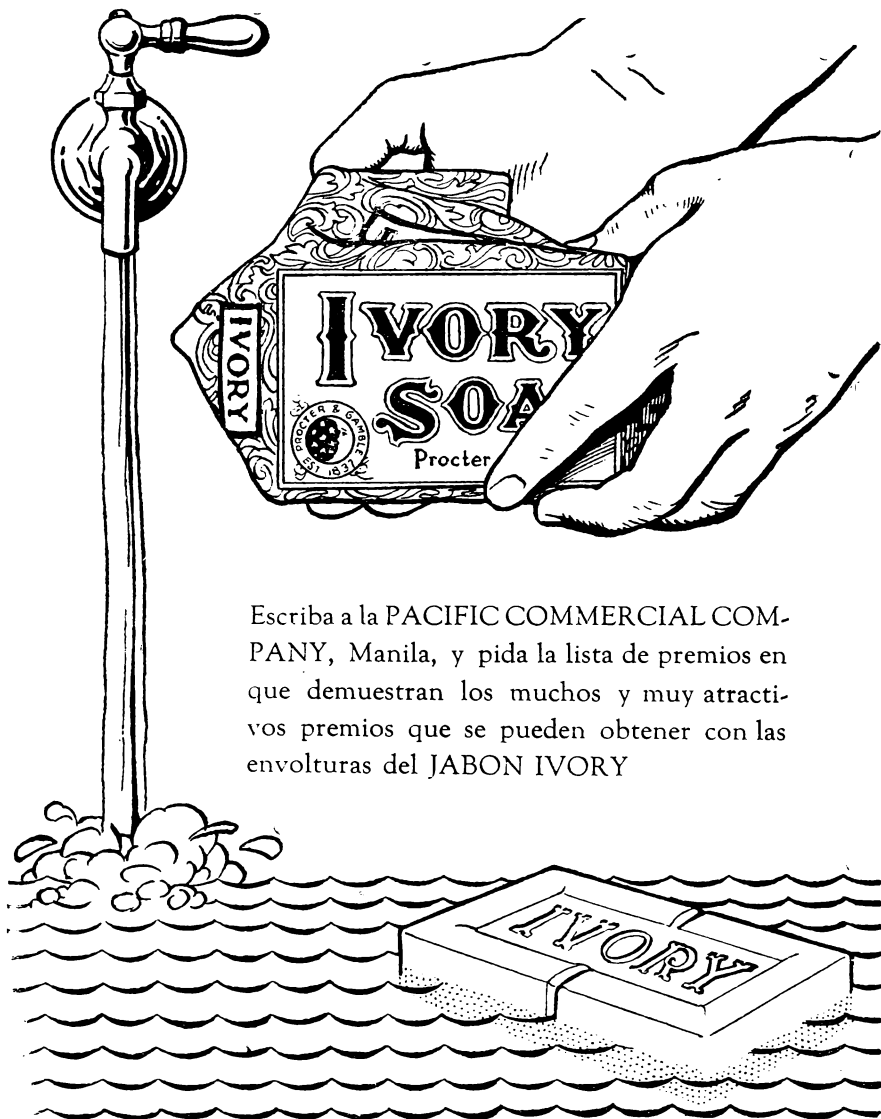 IVORY
SOA
Procter
IVORY
PROCTER & GAMBLE
EST 1837
Escriba a la PACIFIC COMMERCIAL COM-
PANY, Manila, y pida la lista de premios en
que demuestran los muchos y muy atracti-
vos premios que se pueden obtener con las
envolturas del JABON IVORY
IVORY